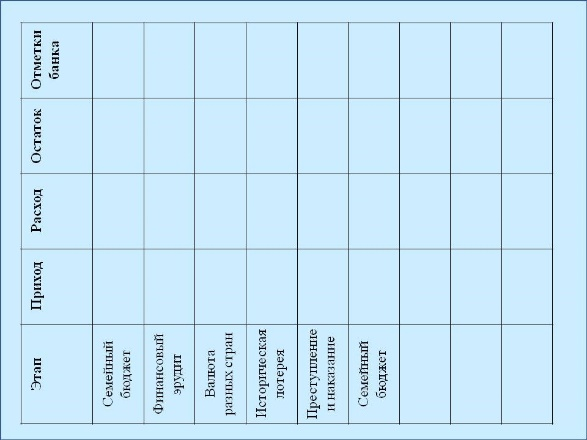 Этап
Приход
Расход
Остаток
Отметки
банка
Семейный
бюджет
Финансовый
эрудит
Валюта
разных стран
Историческая
лотерея
Преступление
и наказание
Семейный
бюджет